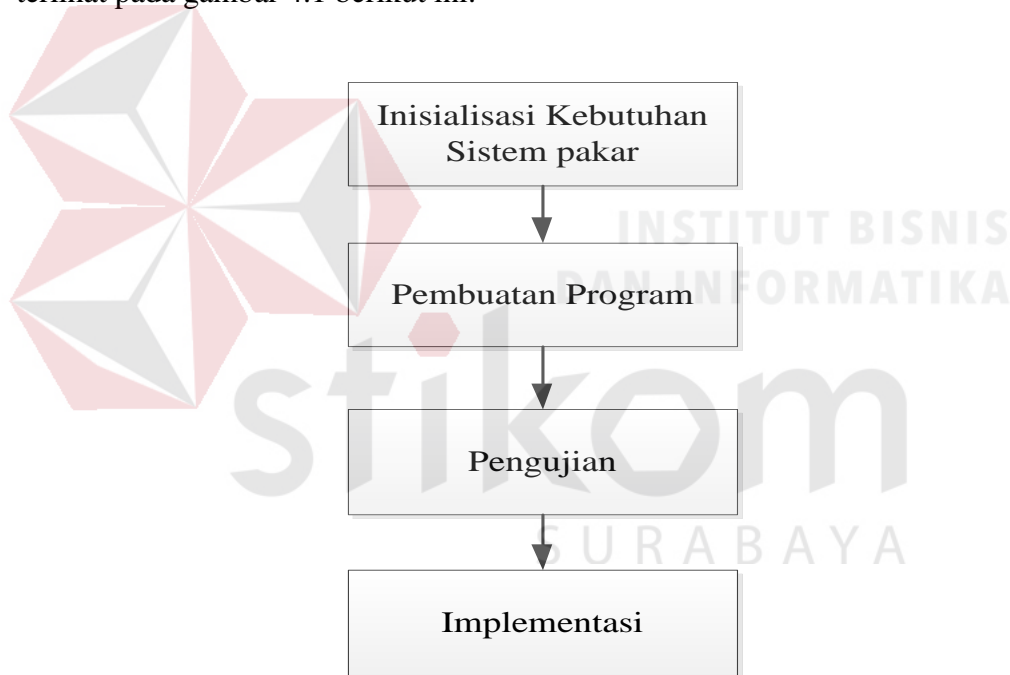 terlihat pada gambar 4.1 berikut ini.
Inisialisasi Kebutuhan
Sistem pakar
INSTITUT BISNIS
DAN INFORMATIKA
Pembuatan Program
stikom
Pengujian
SURABAYA
Implementasi